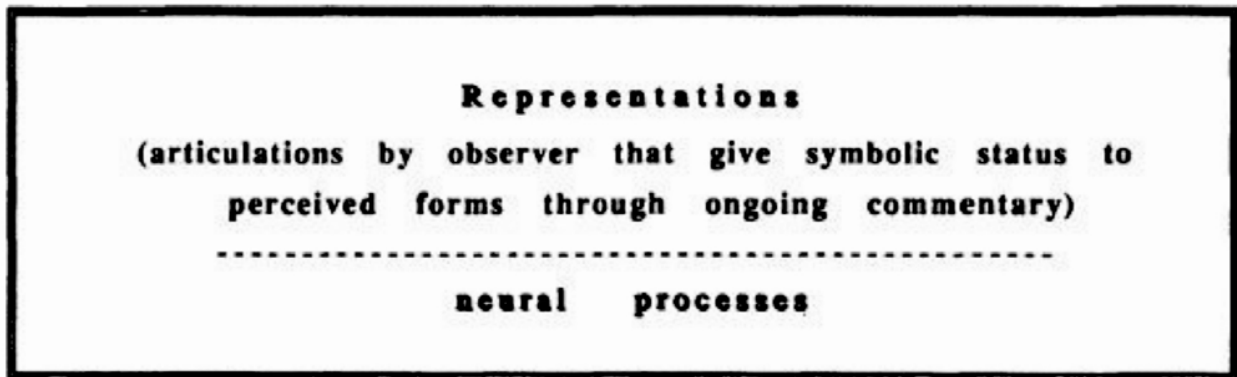 Representations
(articulations by observer that give symbolic status to
perceived forms through ongoing commentary)
neural processes